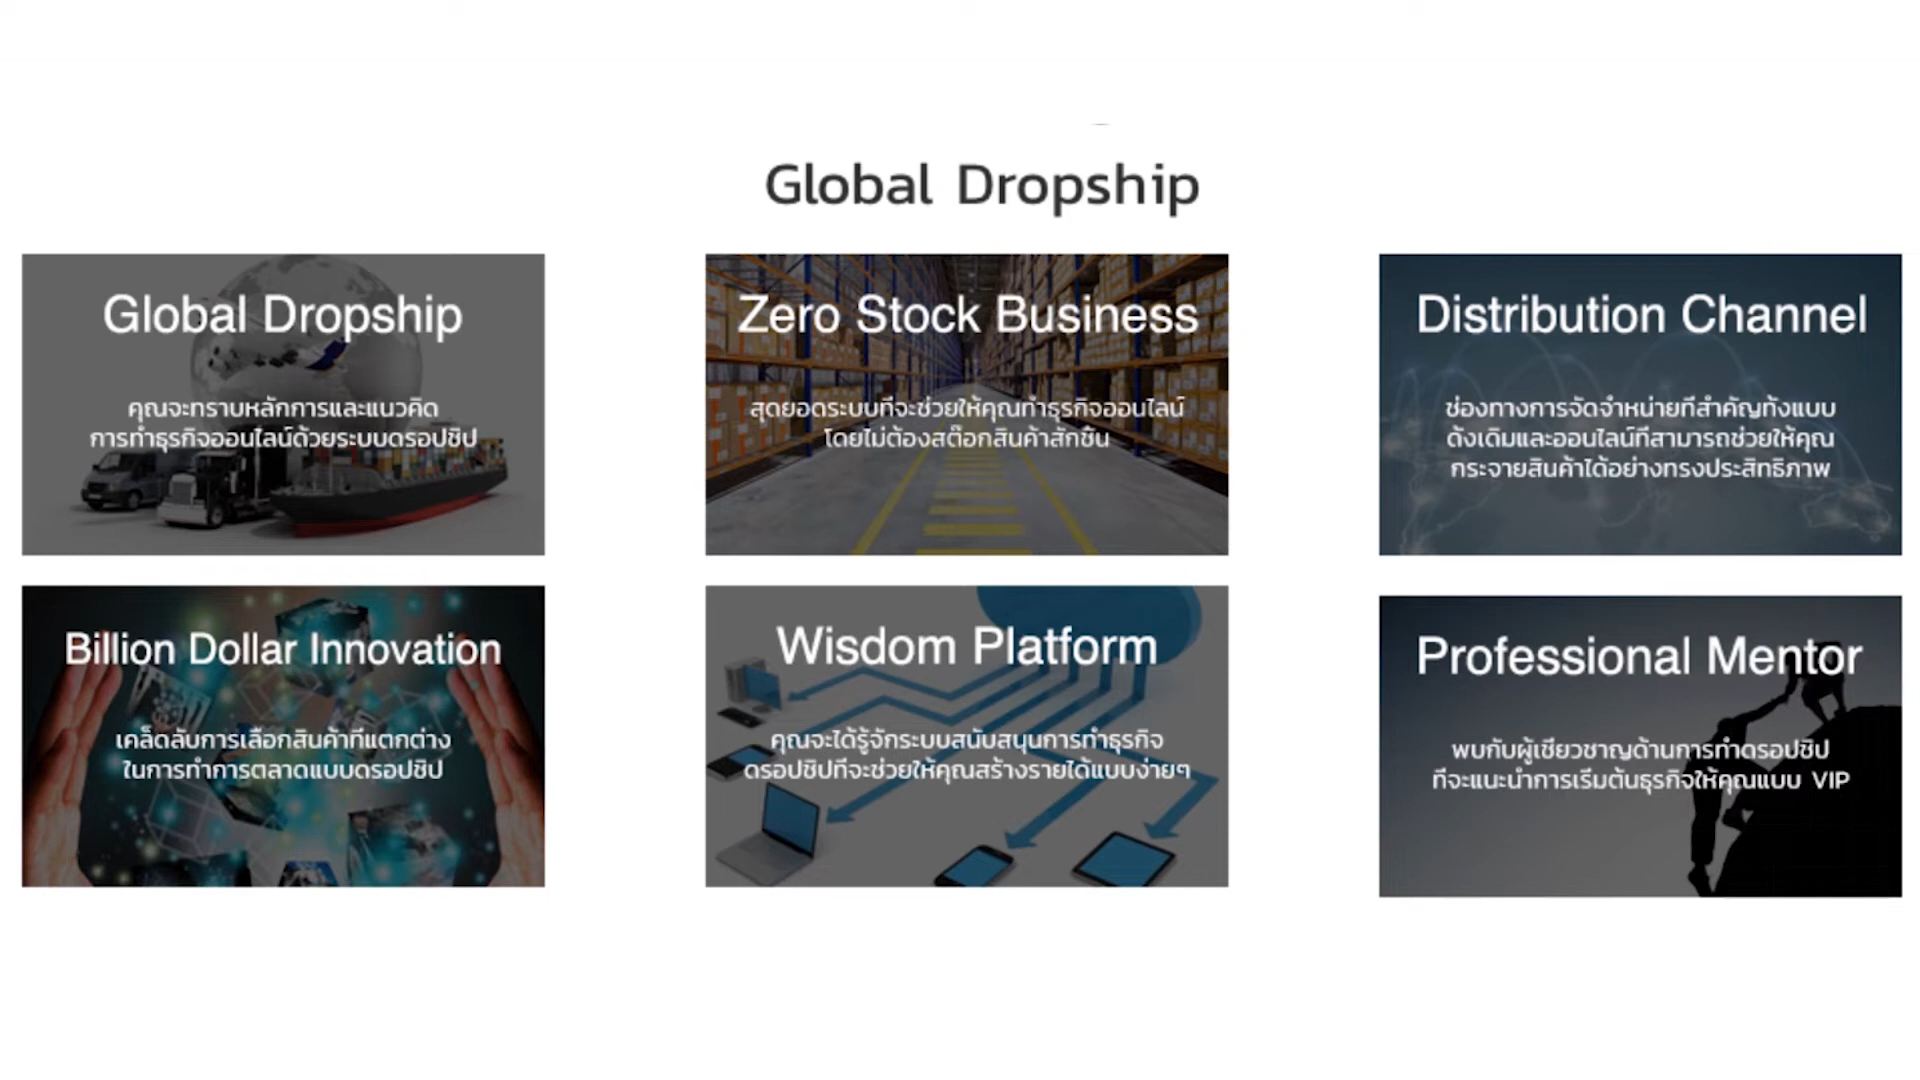 Global Dropship
Global Dropship
คุณจะทราบหลักการและแนวคิด
การทำธุรกิจออนไลน์ด้วยระบบดรอปชิป
Zero Stock Business
สุดยอดระบบที่จะช่วยให้คุณทำธุรกิจออนไลน์
โดยไม่ต้องสต๊อกสินค้าสักชิ้น
Distribution Channel
ช่องทางการจัดจำหน่ายที่สำคัญทั้งแบบ
ดั้งเดิมและออนไลน์ที่สามารถช่วยให้คุณ
กระจายสินค้าได้อย่างทรงประสิทธิภาพ
Billion Dollar Innovation
เคล็ดลับการเลือกสินค้าที่แตกต่าง
ในการทำการตลาดแบบดรอปชิป
Wisdom Platform
คุณจะได้รู้จักระบบสนับสนุนการทำธุรกิจ
ดรอปชิปที่จะช่วยให้คุณสร้างรายได้แบบง่ายๆ
Professional Mentor
พบกับผู้เชี่ยวชาญด้านการทำดรอปชิป
ที่จะแนะนำการเริ่มต้นธุรกิจให้คุณแบบ VIP